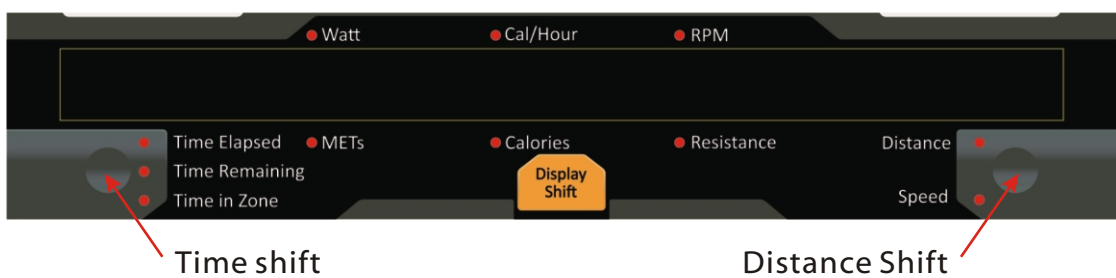 Watt Cal/Hour RPM
Time Elapsed METs Calories Resistance Distance
Time Remaining
Display
Shift
Time in Zone Speed
Time shift Distance Shift